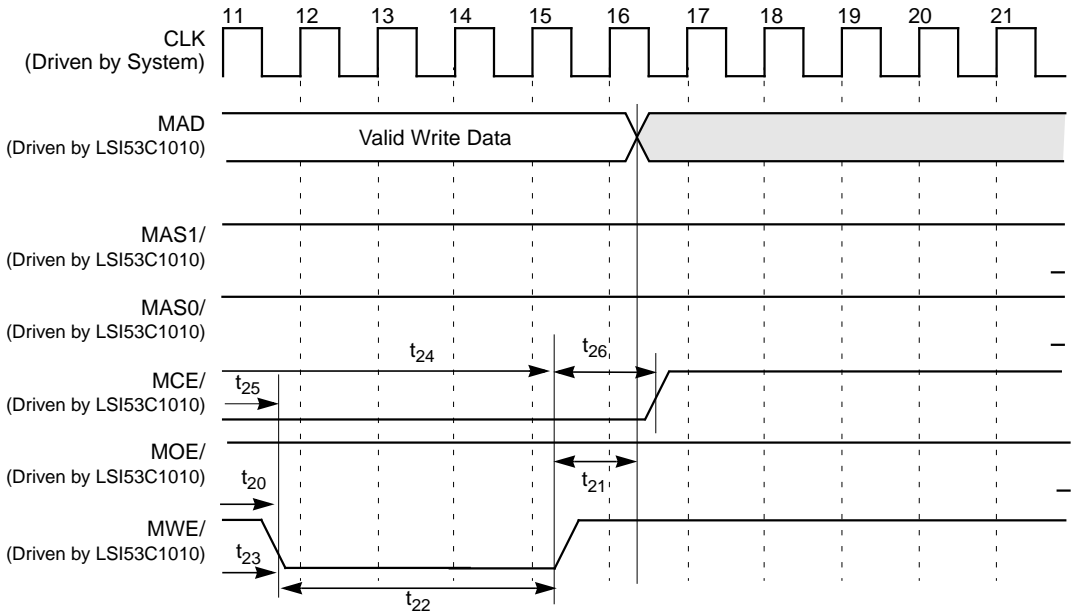 11 12 13 14 15 16 17 18 19 20 21
CLK
(Driven by System)
MAD
(Driven by LSI53C1010)
Valid Write Data
MAS1/
(Driven by LSI53C1010)
MAS0/
(Driven by LSI53C1010)
t24
t26
MCE/
(Driven by LSI53C1010)
t25
MOE/
(Driven by LSI53C1010)
t20
t21
MWE/
(Driven by LSI53C1010)
t23
t22